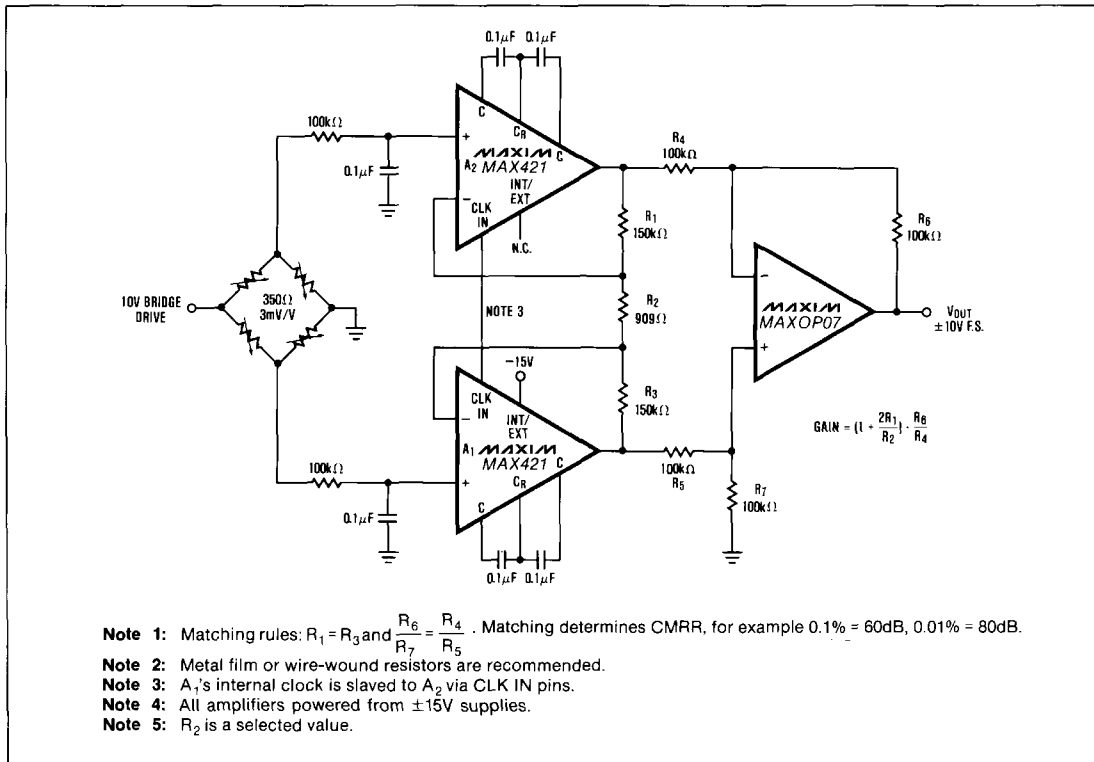 0.1μF 0.1μF
C CR C
100kΩ
+
MAXIM
A2 MAX421
INT/
EXT
0.1μF
−
CLK
IN
N.C.
R4
100kΩ
R1
150kΩ
R6
100kΩ
10V BRIDGE
DRIVE
350Ω
3mV/V
NOTE 3
R2
909Ω
−
MAXIM
MAXOP07
+
VOUT
±10V F.S.
−15V
CLK
IN
−
INT/
EXT
A1 MAXIM
MAX421
C
CR
C
+
R3
150kΩ
GAIN = (1 + 2R1/R2) · R6/R4
100kΩ
0.1μF
100kΩ
R5
R7
100kΩ
0.1μF 0.1μF
Note 1: Matching rules: R1 = R3 and R6/R7 = R4/R5 . Matching determines CMRR, for example 0.1% = 60dB, 0.01% = 80dB.
Note 2: Metal film or wire-wound resistors are recommended.
Note 3: A1's internal clock is slaved to A2 via CLK IN pins.
Note 4: All amplifiers powered from ±15V supplies.
Note 5: R2 is a selected value.